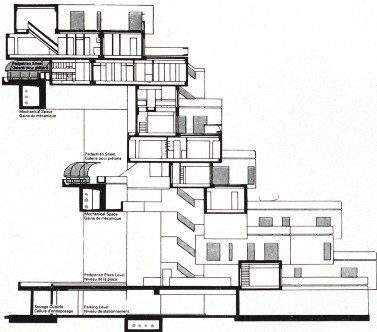 Pedestrian Street
Galerie pour piétons
Mechanical Space
Gaine de mécanique
Pedestrian Street
Galerie pour piétons
Mechanical Space
Gaine de mécanique
Pedestrian Plaza Level
Niveau de la place
Storage Cubicle
Cellule d'entreposage
Parking Level
Niveau de stationnement